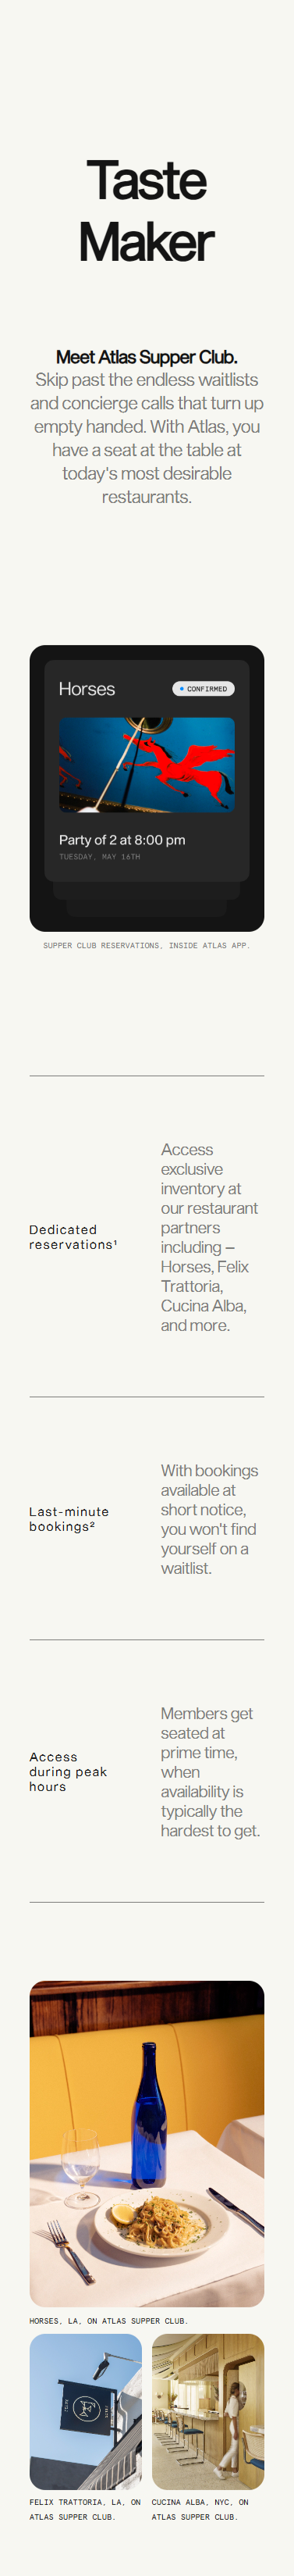 Taste
Maker
Meet Atlas Supper Club.
Skip past the endless waitlists
and concierge calls that turn up
empty handed. With Atlas, you
have a seat at the table at
today's most desirable
restaurants.
Horses
CONFIRMED
Party of 2 at 8:00 pm
TUESDAY, MAY 16TH
SUPPER CLUB RESERVATIONS, INSIDE ATLAS APP.
Dedicated
reservations¹
Access
exclusive
inventory at
our restaurant
partners
including —
Horses, Felix
Trattoria,
Cucina Alba,
and more.
Last-minute
bookings²
With bookings
available at
short notice,
you won't find
yourself on a
waitlist.
Access
during peak
hours
Members get
seated at
prime time,
when
availability is
typically the
hardest to get.
HORSES, LA, ON ATLAS SUPPER CLUB.
FELIX TRATTORIA, LA, ON
ATLAS SUPPER CLUB.
CUCINA ALBA, NYC, ON
ATLAS SUPPER CLUB.